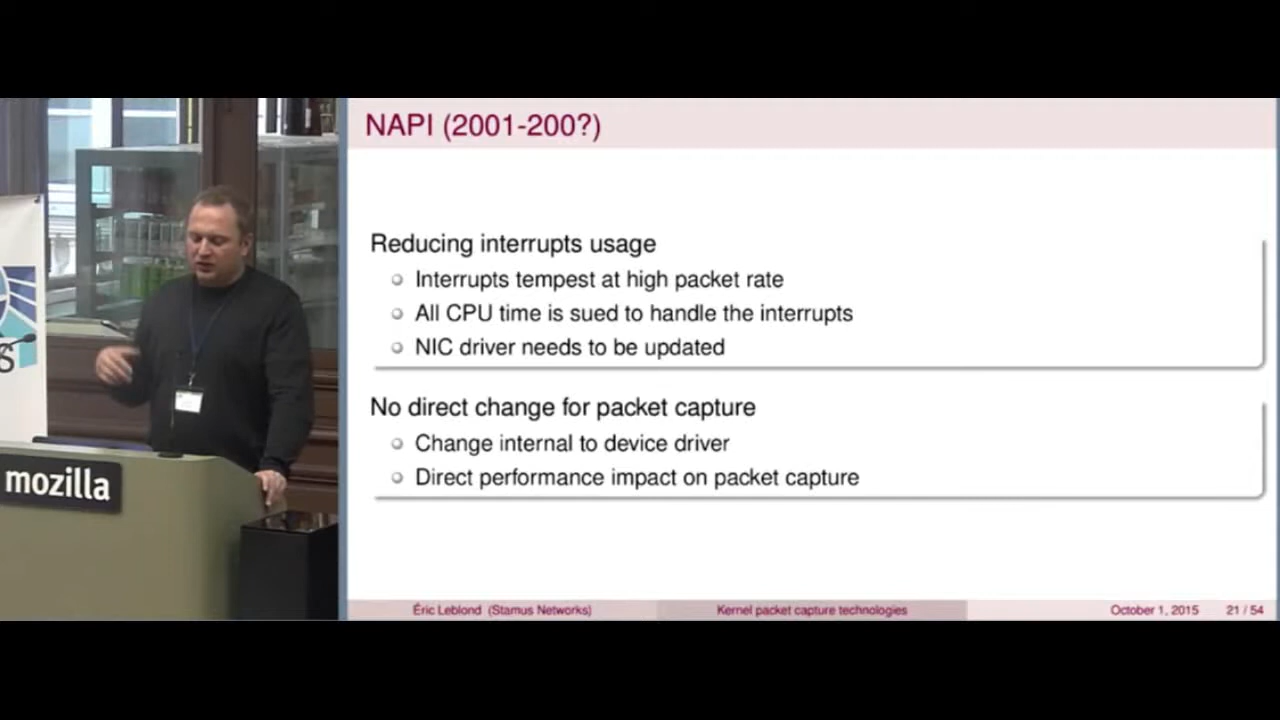 NAPI (2001-200?)
Reducing interrupts usage
Interrupts tempest at high packet rate
All CPU time is sued to handle the interrupts
NIC driver needs to be updated
No direct change for packet capture
Change internal to device driver
Direct performance impact on packet capture
mozilla
Éric Leblond (Stamus Networks)
Kernel packet capture technologies
October 1, 2015
21 / 54